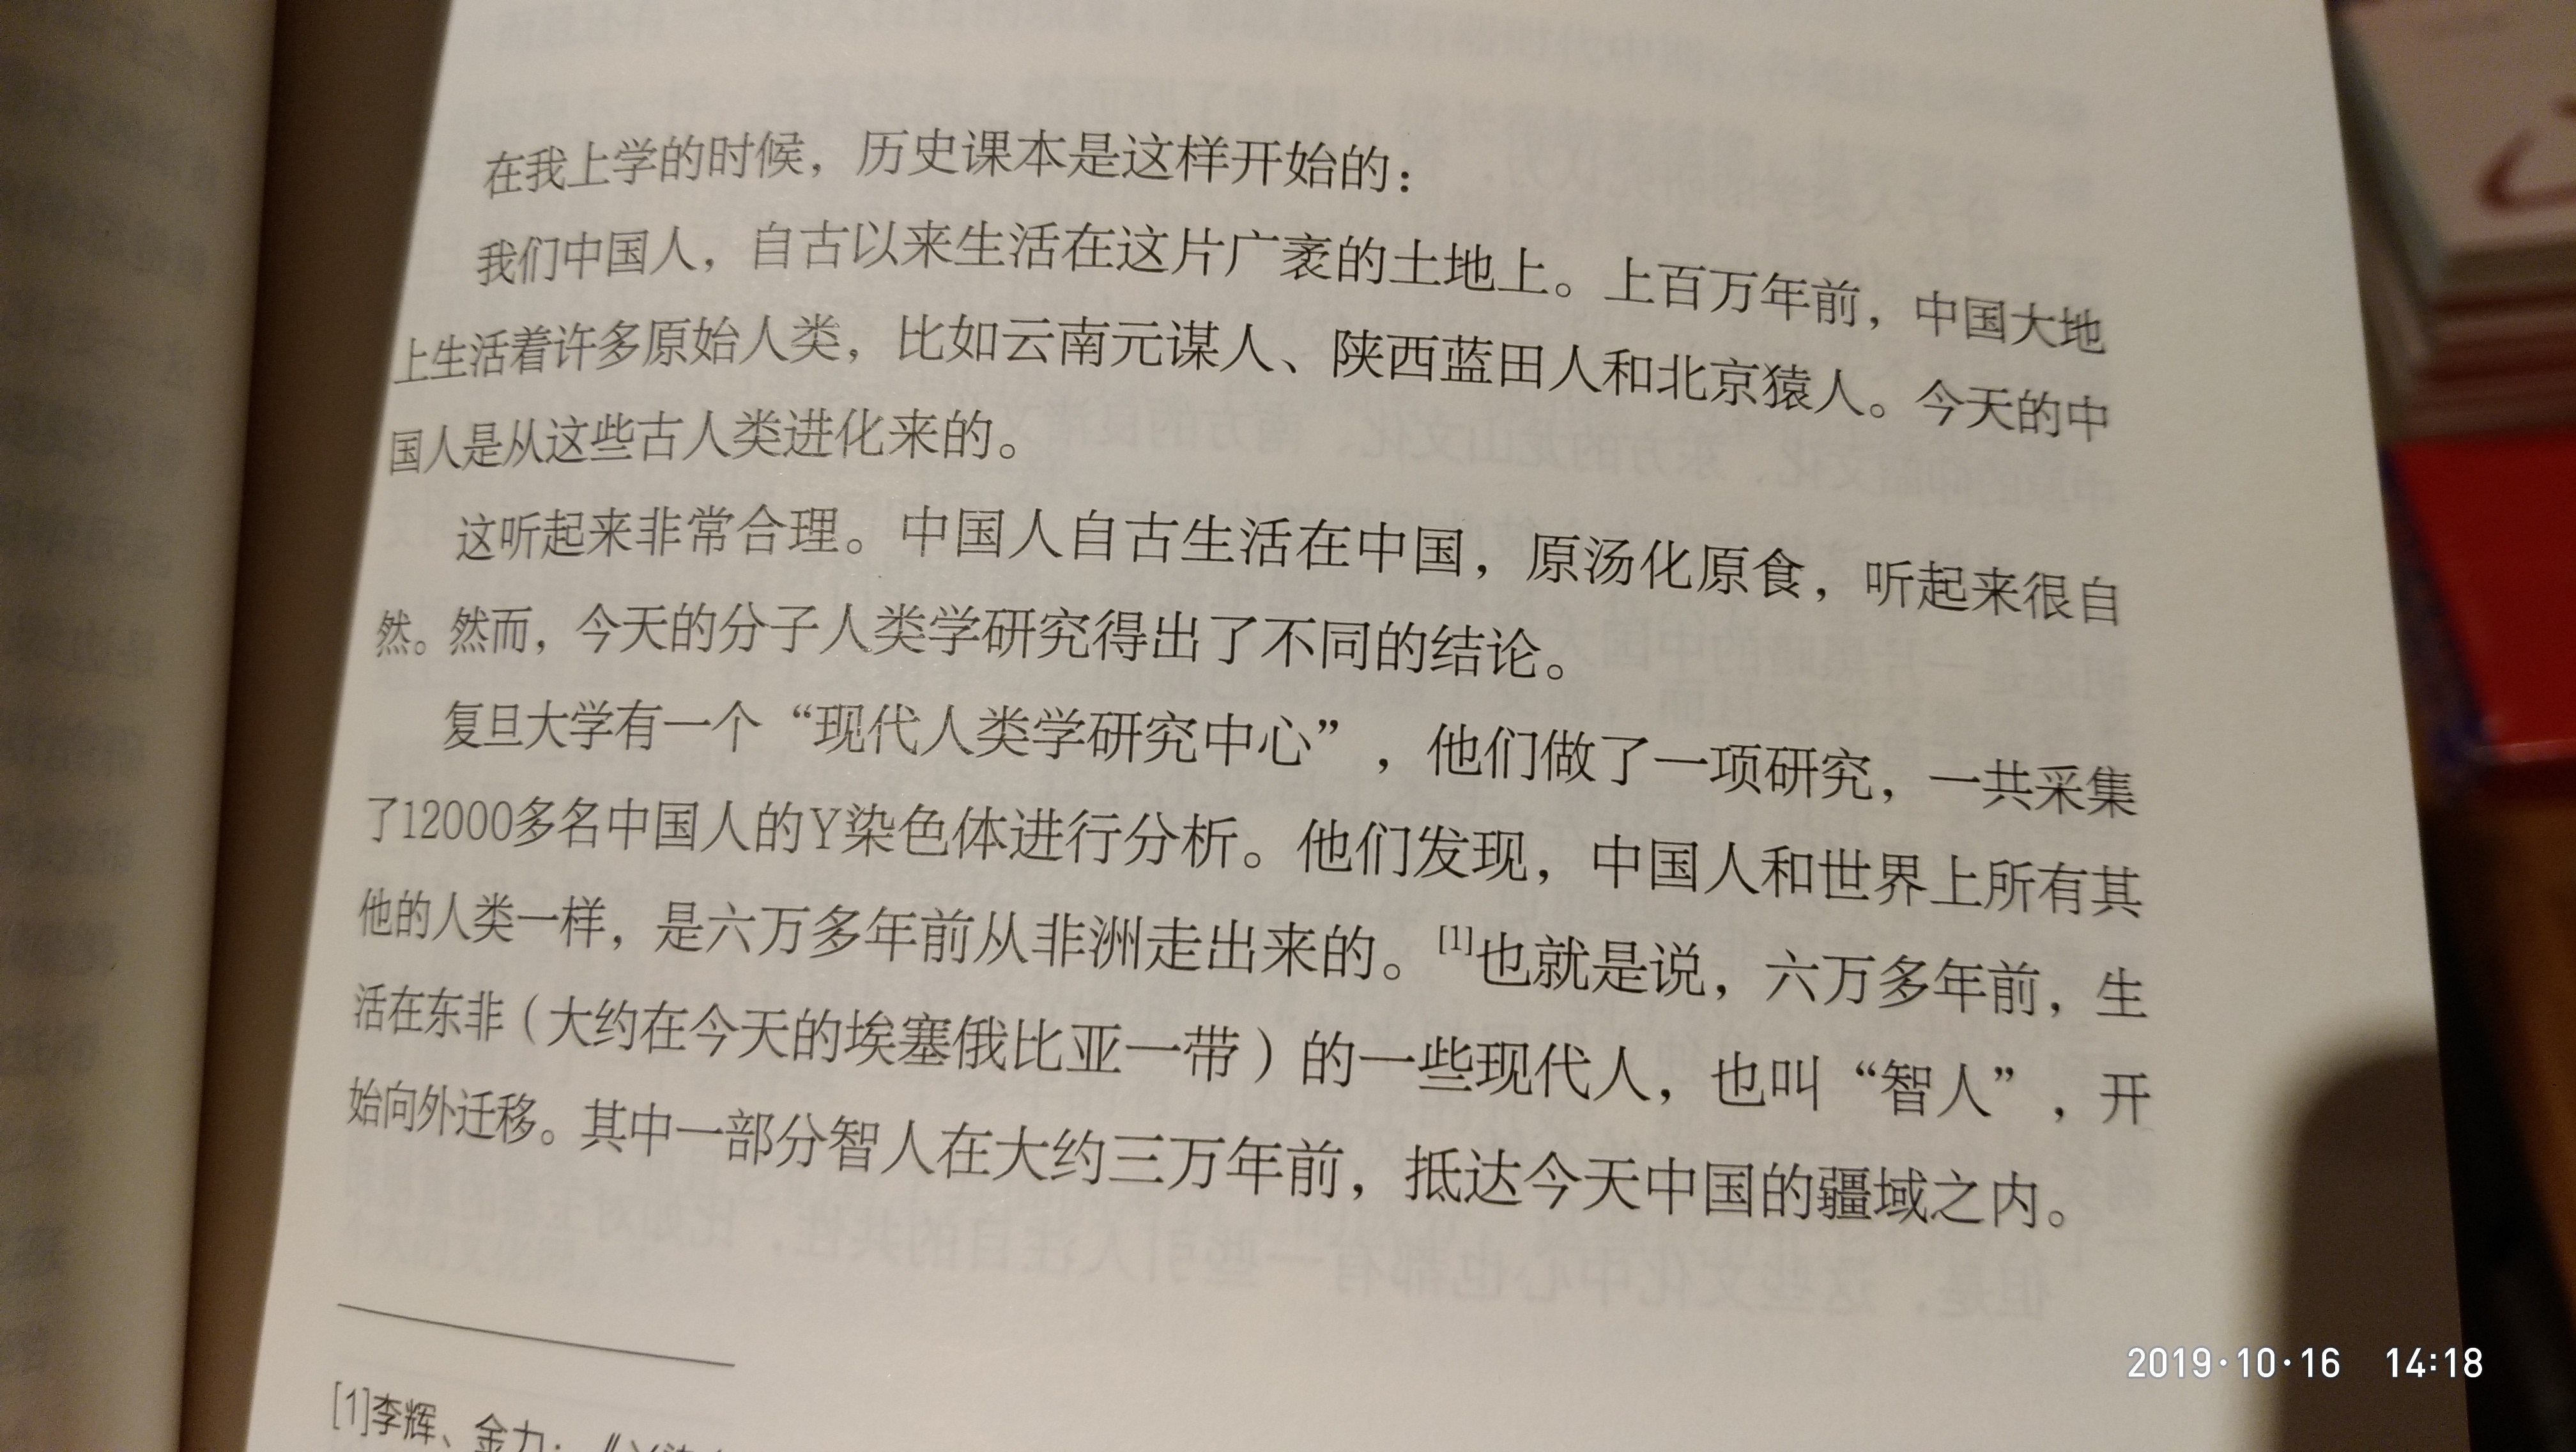 在我上学的时候，历史课本是这样开始的：
我们中国人，自古以来生活在这片广袤的土地上。上百万年前，中国大地
上生活着许多原始人类，比如云南元谋人、陕西蓝田人和北京猿人。今天的中
国人是从这些古人类进化来的。
这听起来非常合理。中国人自古生活在中国，原汤化原食，听起来很自
然。然而，今天的分子人类学研究得出了不同的结论。
复旦大学有一个“现代人类学研究中心”，他们做了一项研究，一共采集
了12000多名中国人的Y染色体进行分析。他们发现，中国人和世界上所有其
他的人类一样，是六万多年前从非洲走出来的。[1]也就是说，六万多年前，生
活在东非（大约在今天的埃塞俄比亚一带）的一些现代人，也叫“智人”，开
始向外迁移。其中一部分智人在大约三万年前，抵达今天中国的疆域之内。
[1]李辉、金力：《Y染
2019·10·16 14:18